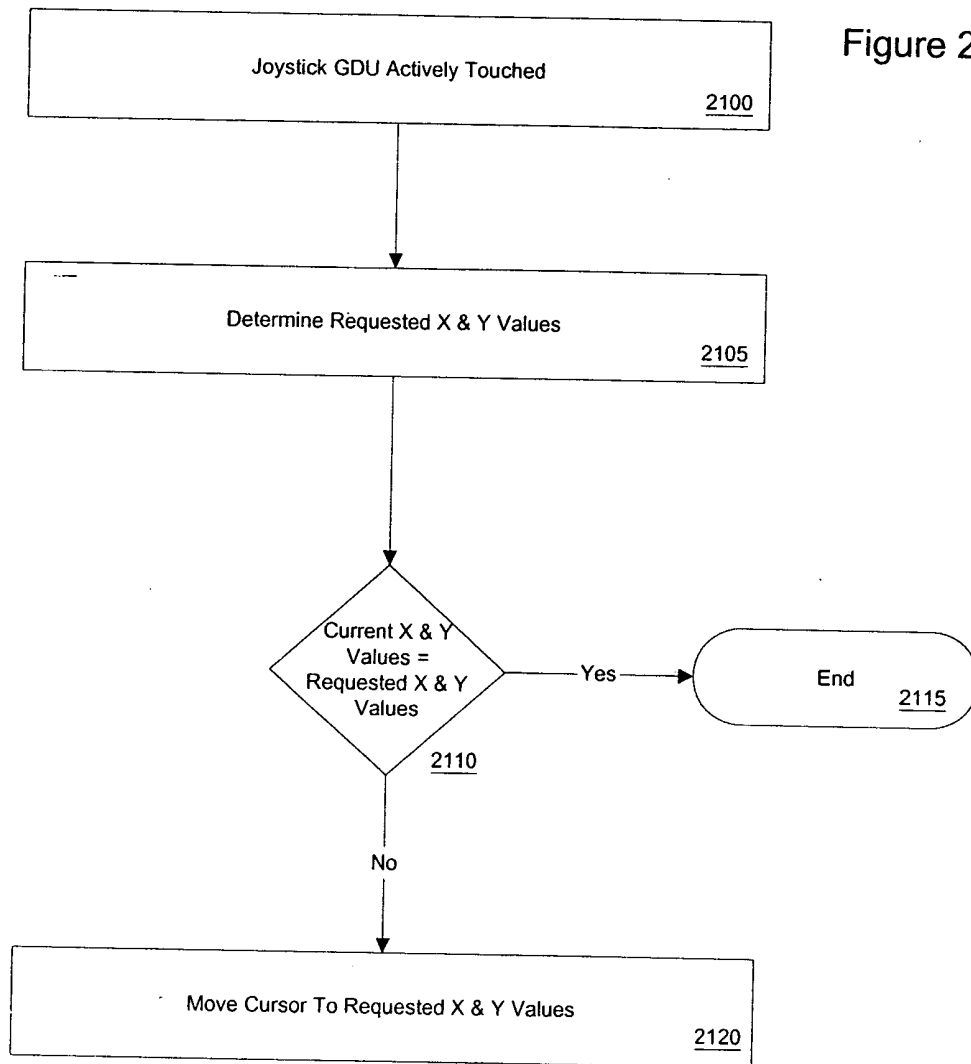 Figure 2
Joystick GDU Actively Touched
2100
Determine Requested X & Y Values
2105
Current X & Y
Values =
Requested X & Y
Values
2110
Yes
End
2115
No
Move Cursor To Requested X & Y Values
2120